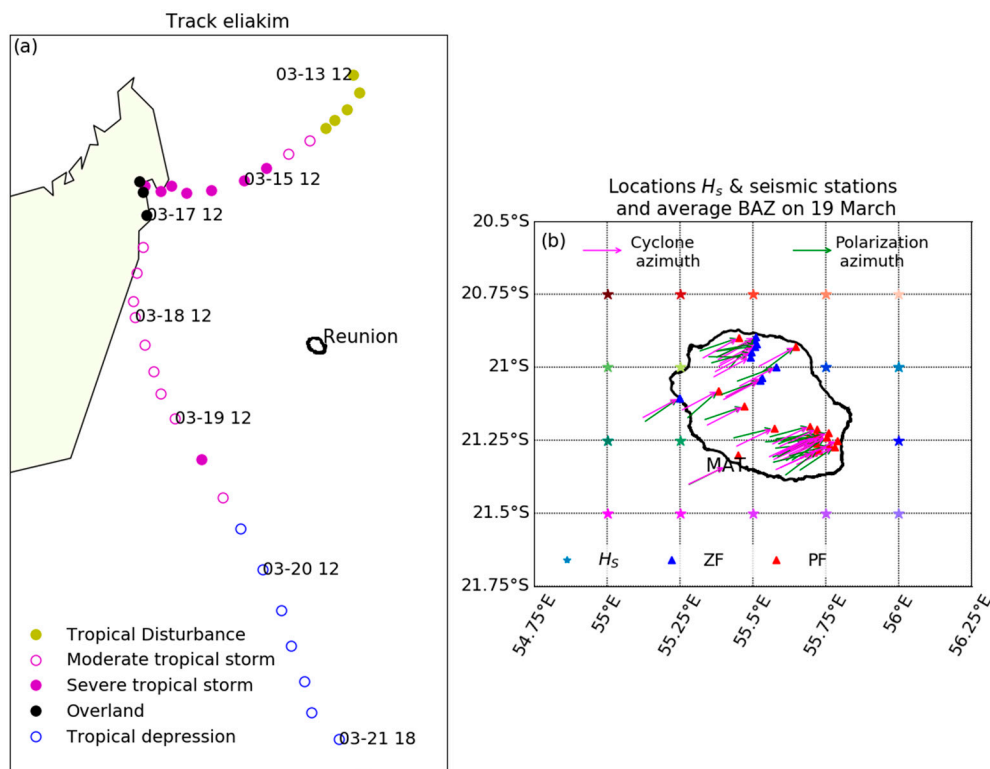 Track eliakim
(a)
03-13 12
03-15 12
03-17 12
03-18 12
Reunion
03-19 12
03-20 12
03-21 18
Tropical Disturbance
Moderate tropical storm
Severe tropical storm
Overland
Tropical depression
Locations Hs & seismic stations
and average BAZ on 19 March
(b)
Cyclone
azimuth
Polarization
azimuth
20.5°S
20.75°S
21°S
21.25°S
21.5°S
21.75°S
MAT
HS
ZF
PF
54.75°E
55°E
55.25°E
55.5°E
55.75°E
56°E
56.25°E